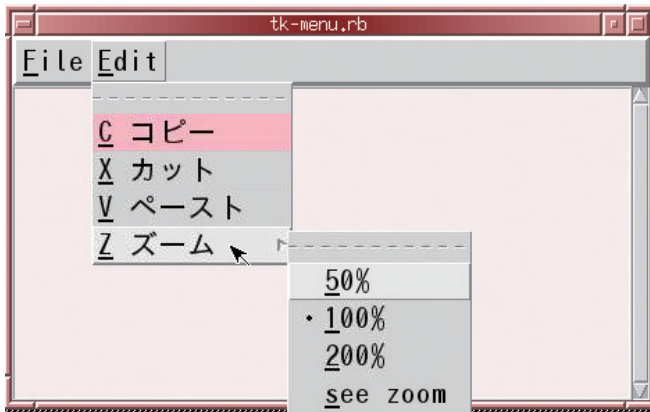 tk-menu.rb
File Edit
C コピー
X カット
V ペースト
Z ズーム
50%
100%
200%
see zoom